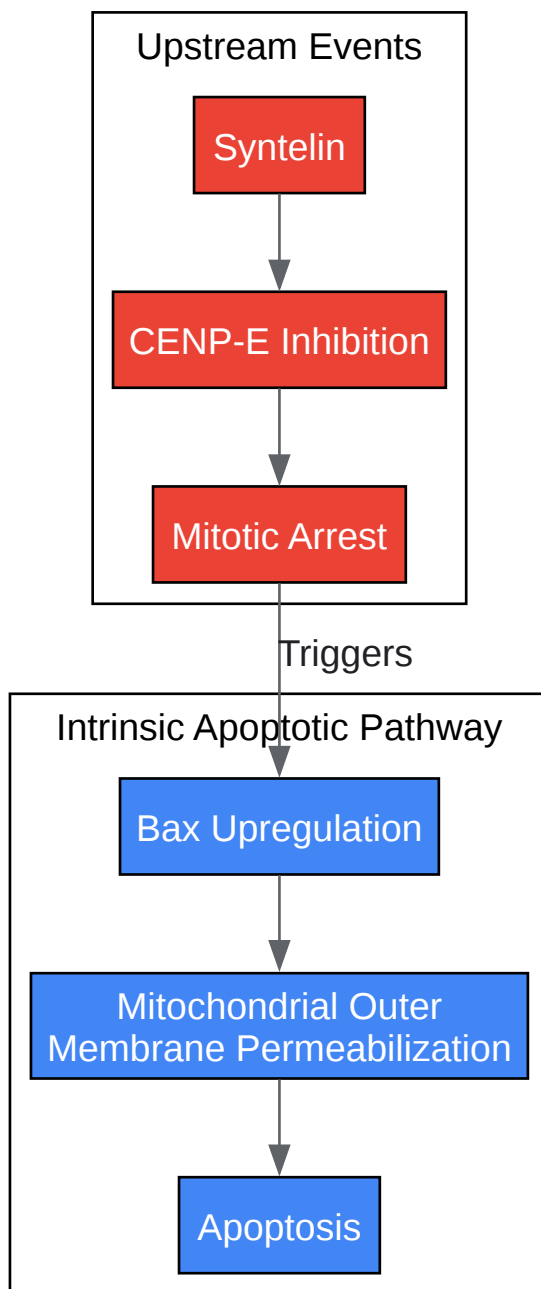 Upstream Events
Syntelin
CENP-E Inhibition
Mitotic Arrest
Triggers
Intrinsic Apoptotic Pathway
Bax Upregulation
Mitochondrial Outer
Membrane Permeabilization
Apoptosis